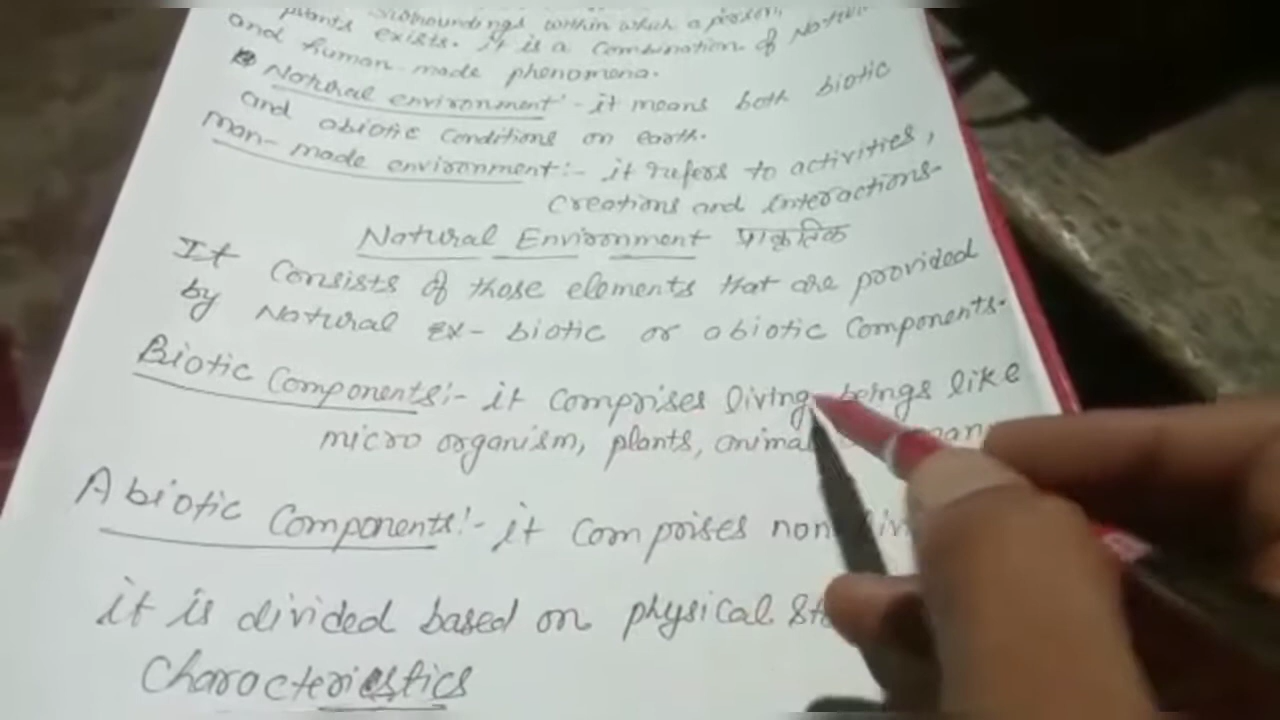 plants surroundings within which a person,
exists. it is a combination of Natural
and human-made phenomena.
Natural environment:- it means both biotic
and abiotic conditions on earth.
Man-made environment:- it refers to activities,
creations and interactions-
Natural Environment प्राकृतिक
It consists of those elements that are provided
by Natural ex- biotic or abiotic components.
Biotic Components:- it comprises living beings like
micro organism, plants, animal
Abiotic Components:- it comprises non
it is divided based on physical
Characteristics